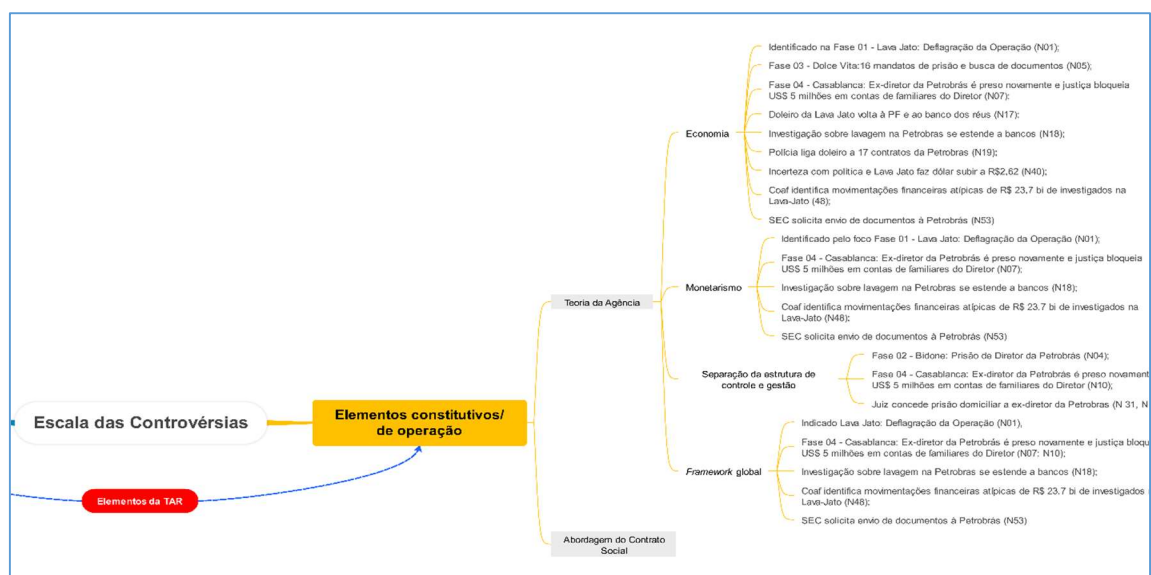 Identificado na Fase 01 - Lava Jato: Deflagração da Operação (N01);
Fase 03 - Dolce Vita:16 mandatos de prisão e busca de documentos (N05);
Fase 04 - Casablanca: Ex-diretor da Petrobrás é preso novamente e justiça bloqueia
US$ 5 milhões em contas de familiares do Diretor (N07):
Doleiro da Lava Jato volta à PF e ao banco dos réus (N17):
Economia
Investigação sobre lavagem na Petrobras se estende a bancos (N18);
Polícia liga doleiro a 17 contratos da Petrobras (N19);
Incerteza com política e Lava Jato faz dólar subir a R$2,62 (N40);
Coaf identifica movimentações financeiras atípicas de R$ 23,7 bi de investigados na
Lava-Jato (48);
SEC solicita envio de documentos à Petrobrás (N53)
Identificado pelo foco Fase 01 - Lava Jato: Deflagração da Operação (N01);
Fase 04 - Casablanca: Ex-diretor da Petrobrás é preso novamente e justiça bloqueia
US$ 5 milhões em contas de familiares do Diretor (N07);
Monetarismo
Investigação sobre lavagem na Petrobras se estende a bancos (N18);
Coaf identifica movimentações financeiras atípicas de R$ 23.7 bi de investigados na
Lava-Jato (N48);
SEC solicita envio de documentos à Petrobrás (N53)
Teoria da Agência
Fase 02 - Bidone: Prisão de Diretor da Petrobrás (N04);
Separação da estrutura de
controle e gestão
Fase 04 - Casablanca: Ex-diretor da Petrobrás é preso novament
US$ 5 milhões em contas de familiares do Diretor (N10);
Juiz concede prisão domiciliar a ex-diretor da Petrobras (N 31, N
Escala das Controvérsias
Elementos constitutivos/
de operação
Indicado Lava Jato: Deflagração da Operação (N01),
Fase 04 - Casablanca: Ex-diretor da Petrobrás é preso novamente e justiça bloqu
US$ 5 milhões em contas de familiares do Diretor (N07: N10);
Framework global
Investigação sobre lavagem na Petrobras se estende a bancos (N18);
Coaf identifica movimentações financeiras atípicas de R$ 23.7 bi de investigados
Lava-Jato (N48);
SEC solicita envio de documentos à Petrobrás (N53)
Elementos da TAR
Abordagem do Contrato
Social